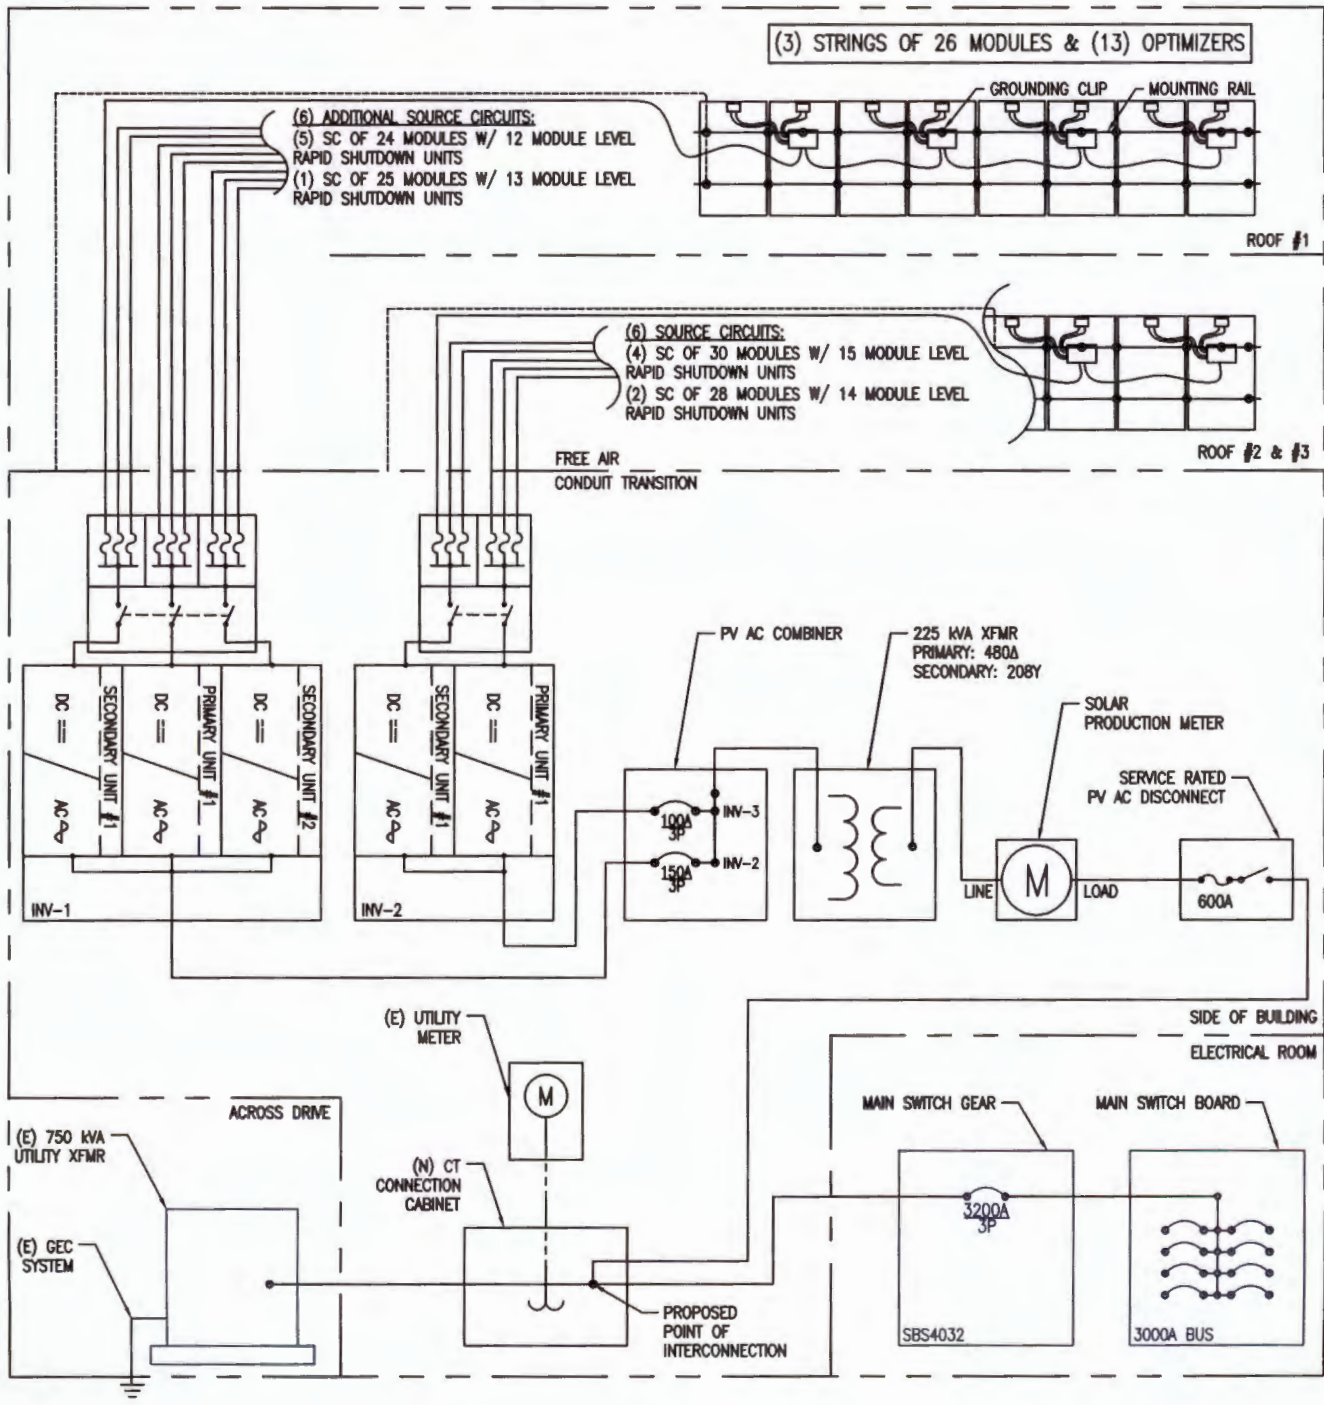 (3) STRINGS OF 26 MODULES & (13) OPTIMIZERS
GROUNDING CLIP
MOUNTING RAIL
(6) ADDITIONAL SOURCE CIRCUITS:
(5) SC OF 24 MODULES W/ 12 MODULE LEVEL
RAPID SHUTDOWN UNITS
(1) SC OF 25 MODULES W/ 13 MODULE LEVEL
RAPID SHUTDOWN UNITS
ROOF #1
(6) SOURCE CIRCUITS:
(4) SC OF 30 MODULES W/ 15 MODULE LEVEL
RAPID SHUTDOWN UNITS
(2) SC OF 28 MODULES W/ 14 MODULE LEVEL
RAPID SHUTDOWN UNITS
ROOF #2 & #3
FREE AIR
CONDUIT TRANSITION
DC
AC
SECONDARY UNIT #1
DC
AC
PRIMARY UNIT #1
DC
AC
SECONDARY UNIT #2
INV-1
DC
AC
SECONDARY UNIT #1
DC
AC
PRIMARY UNIT #1
INV-2
PV AC COMBINER
100A
3P
INV-3
150A
3P
INV-2
225 kVA XFMR
PRIMARY: 480Δ
SECONDARY: 208Y
SOLAR
PRODUCTION METER
LINE
M
LOAD
SERVICE RATED
PV AC DISCONNECT
600A
SIDE OF BUILDING
ELECTRICAL ROOM
(E) UTILITY
METER
M
ACROSS DRIVE
(E) 750 kVA
UTILITY XFMR
(E) GEC
SYSTEM
(N) CT
CONNECTION
CABINET
PROPOSED
POINT OF
INTERCONNECTION
MAIN SWITCH GEAR
3200A
3P
SBS4032
MAIN SWITCH BOARD
3000A BUS